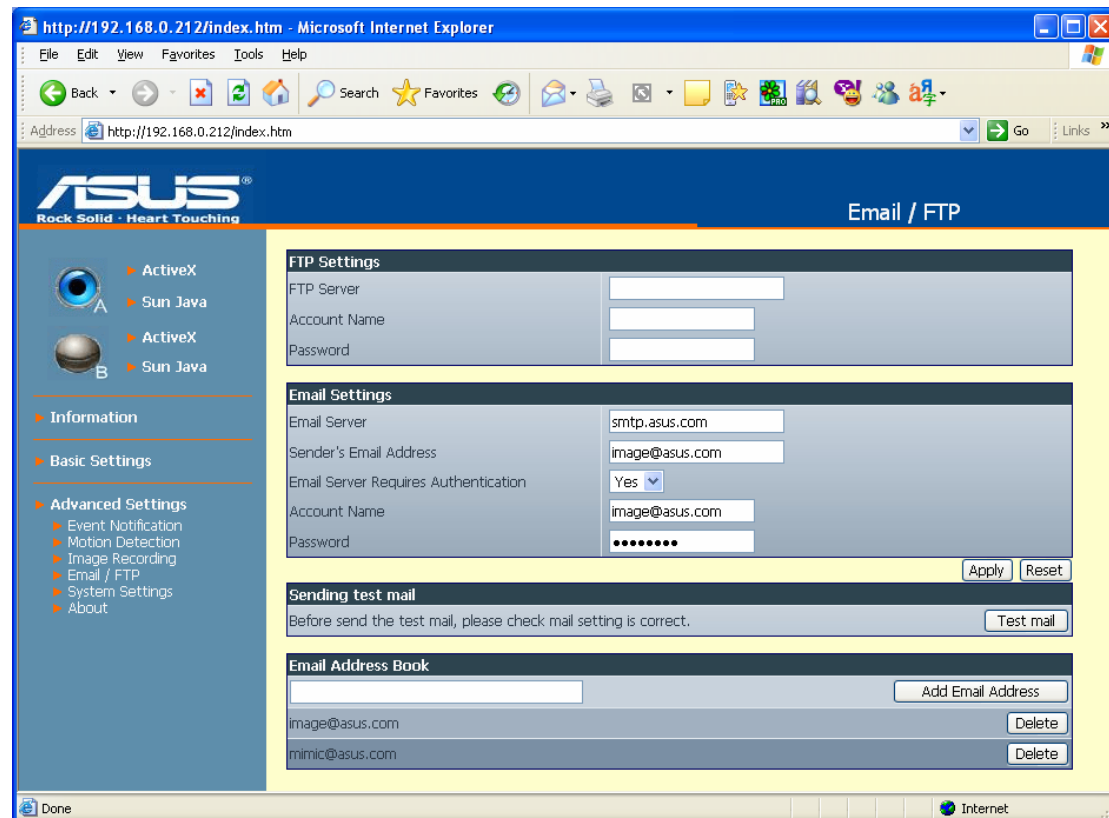 http://192.168.0.212/index.htm - Microsoft Internet Explorer
File Edit View Favorites Tools Help
Back Search Favorites
Address http://192.168.0.212/index.htm Go Links »
ASUS®
Rock Solid · Heart Touching
Email / FTP
A
ActiveX
Sun Java
B
ActiveX
Sun Java
Information
Basic Settings
Advanced Settings
Event Notification
Motion Detection
Image Recording
Email / FTP
System Settings
About
FTP Settings
FTP Server
Account Name
Password
Email Settings
Email Server smtp.asus.com
Sender's Email Address image@asus.com
Email Server Requires Authentication Yes
Account Name image@asus.com
Password ••••••••
Apply Reset
Sending test mail
Before send the test mail, please check mail setting is correct. Test mail
Email Address Book
Add Email Address
image@asus.com Delete
mimic@asus.com Delete
Done Internet